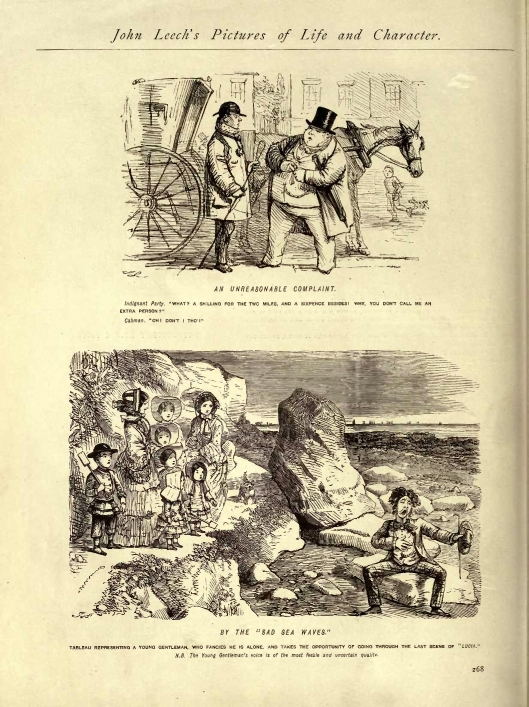 John Leech's Pictures of Life and Character.
AN UNREASONABLE COMPLAINT.
Indignant Party. "WHAT? A SHILLING FOR THE TWO MILES, AND A SIXPENCE BESIDES! WHY, YOU DON'T CALL ME AN
EXTRA PERSON?"
Cabman. "OH! DON'T I THO'!"
BY THE "SAD SEA WAVES."
TABLEAU REPRESENTING A YOUNG GENTLEMAN, WHO FANCIES HE IS ALONE, AND TAKES THE OPPORTUNITY OF GOING THROUGH THE LAST SCENE OF "LUCIA."
N.B. The Young Gentleman's voice is of the most feeble and uncertain quality
268